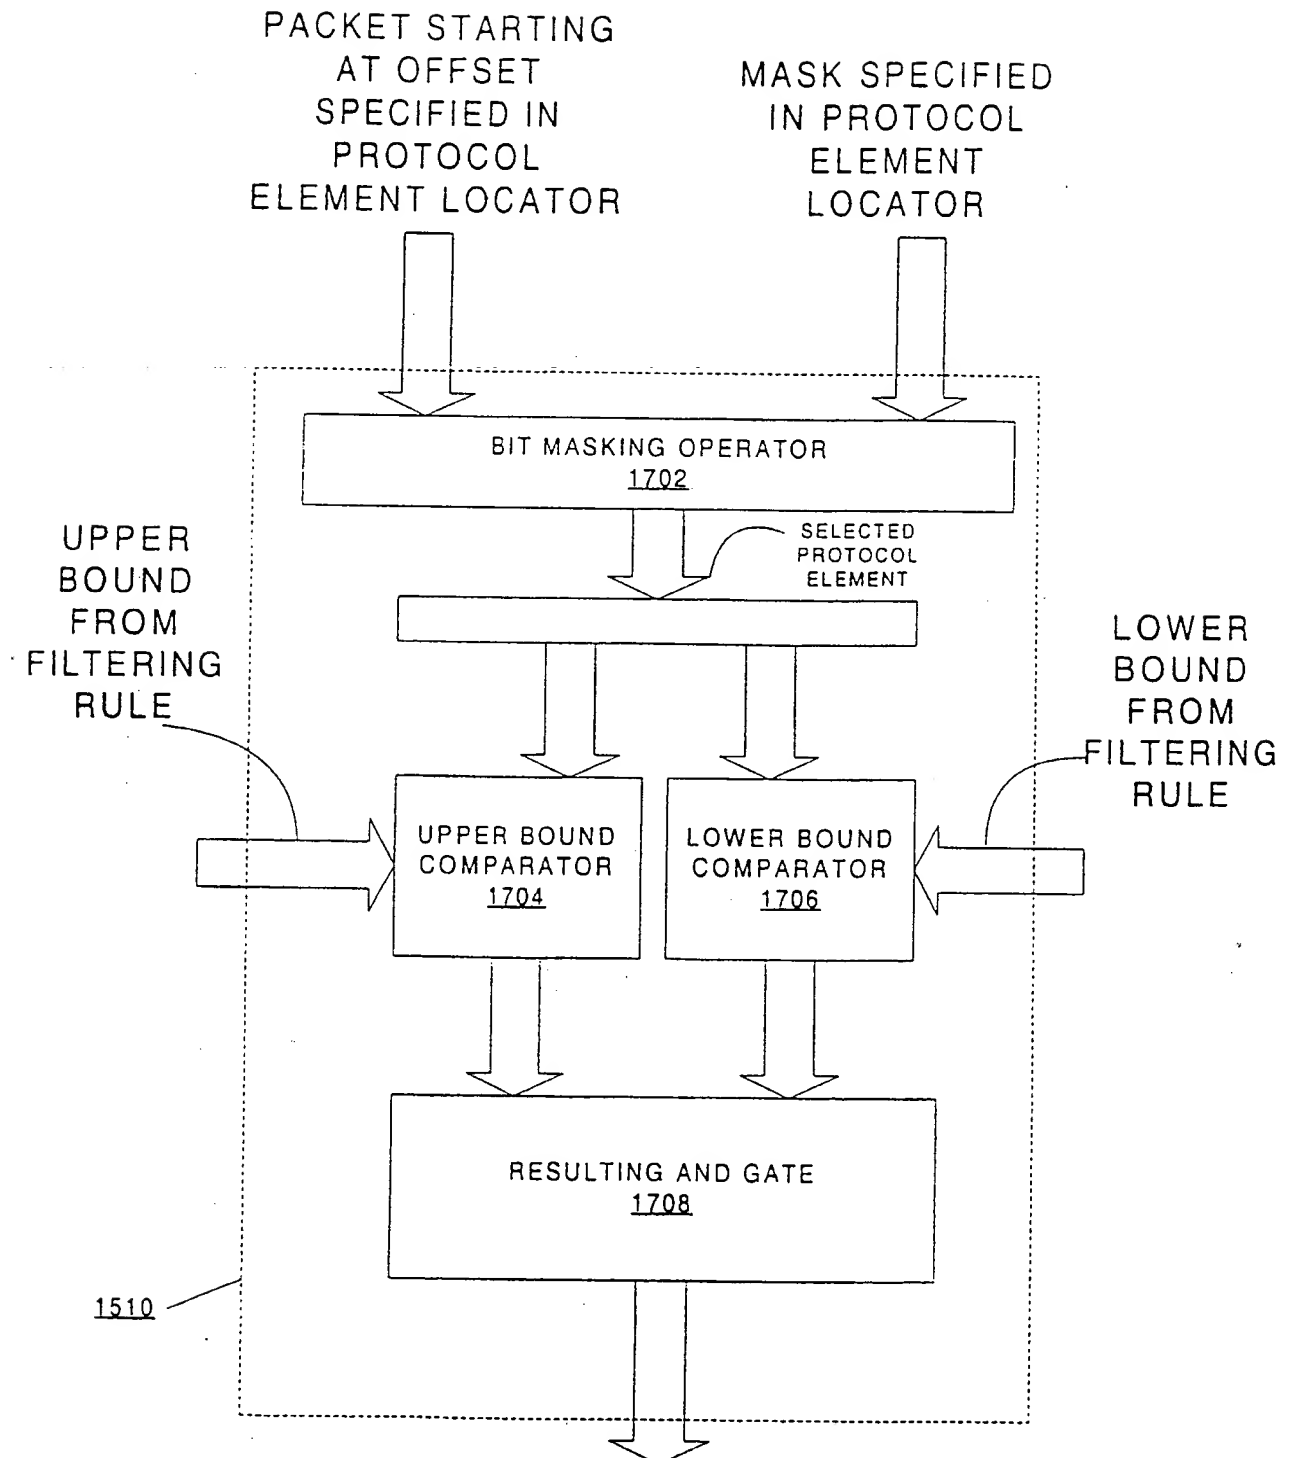 PACKET STARTING
AT OFFSET
SPECIFIED IN
PROTOCOL
ELEMENT LOCATOR
MASK SPECIFIED
IN PROTOCOL
ELEMENT
LOCATOR
BIT MASKING OPERATOR
1702
SELECTED
PROTOCOL
ELEMENT
UPPER
BOUND
FROM
FILTERING
RULE
LOWER
BOUND
FROM
FILTERING
RULE
UPPER BOUND
COMPARATOR
1704
LOWER BOUND
COMPARATOR
1706
RESULTING AND GATE
1708
1510